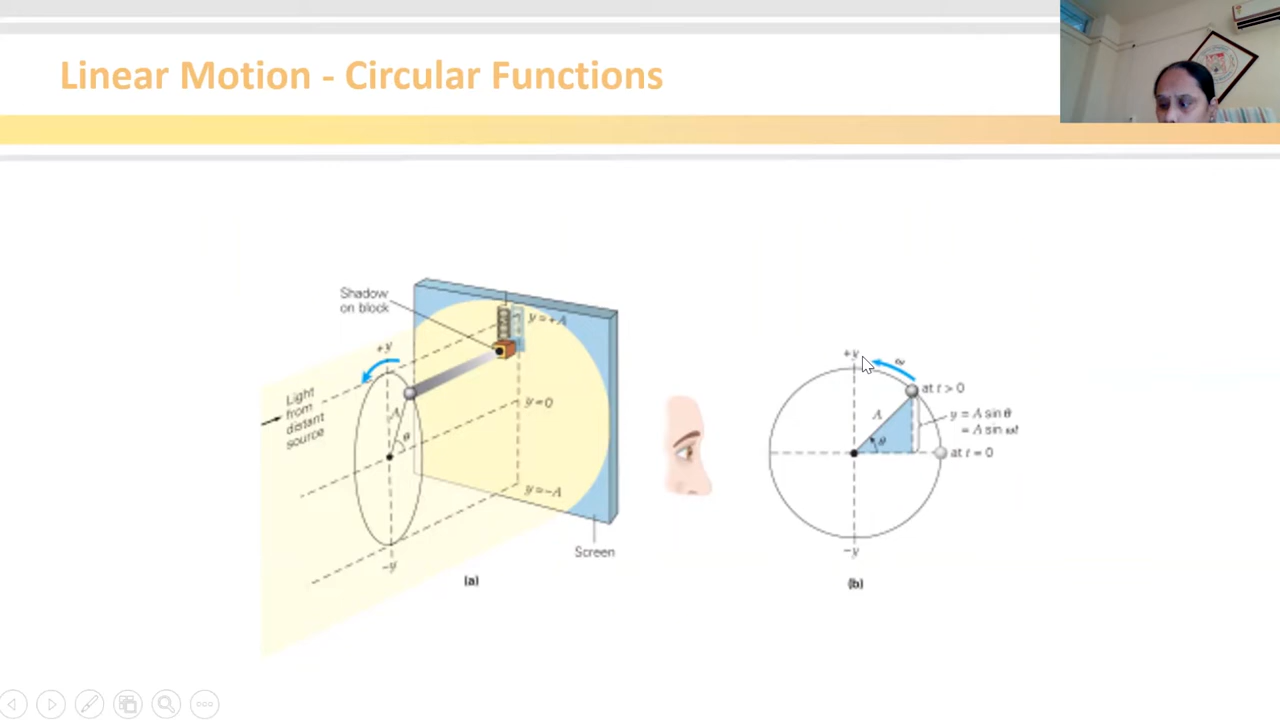 Linear Motion - Circular Functions
Shadow
on block
+y
y=+A
Light
from
distant
source
A
θ
y=0
y=-A
-y
Screen
(a)
+y
ω
at t > 0
A
θ
y = A sin θ
= A sin ωt
at t = 0
-y
(b)